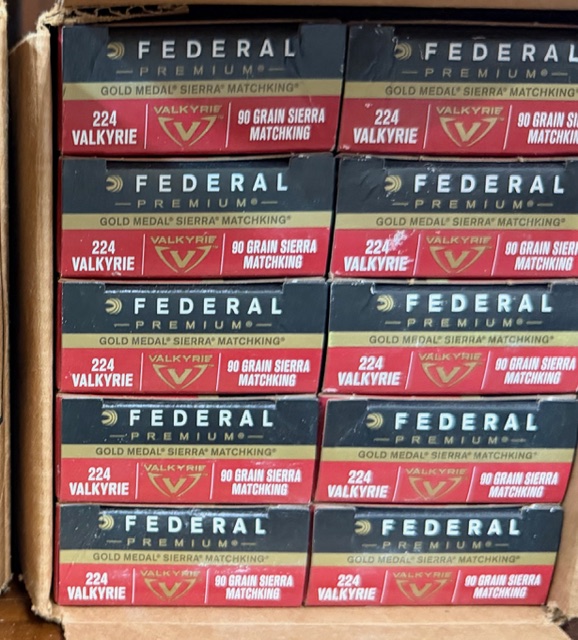 FEDERAL
PREMIUM®
GOLD MEDAL® SIERRA® MATCHKING®
224 VALKYRIE
VALKYRIE
90 GRAIN SIERRA MATCHKING
FEDERAL
PREMIUM®
GOLD MEDAL® SIERRA® MATCHKING®
224 VALKYRIE
VALKYRIE
90 GRAIN SI
MATCHKIN
FEDERAL
PREMIUM®
GOLD MEDAL® SIERRA® MATCHKING®
224 VALKYRIE
VALKYRIE
90 GRAIN SIERRA MATCHKING
FEDERAL
PREMIUM®
GOLD MEDAL® SIERRA® MATCHKING®
224 VALKYRIE
VALKYRIE
90 GRAIN SIER
MATCHKING
FEDERAL
PREMIUM®
GOLD MEDAL® SIERRA® MATCHKING®
224 VALKYRIE
VALKYRIE
90 GRAIN SIERRA MATCHKING
FEDERAL
PREMIUM®
GOLD MEDAL® SIERRA® MATCHKING®
224 VALKYRIE
VALKYRIE
90 GRAIN SIERRA
MATCHKING
FEDERAL
PREMIUM®
GOLD MEDAL® SIERRA® MATCHKING®
224 VALKYRIE
VALKYRIE
90 GRAIN SIERRA MATCHKING
FEDERAL
PREMIUM®
GOLD MEDAL® SIERRA® MATCHKING®
224 VALKYRIE
VALKYRIE
90 GRAIN SIERRA MATCHKING
FEDERAL
PREMIUM®
GOLD MEDAL® SIERRA® MATCHKING®
224 VALKYRIE
VALKYRIE
90 GRAIN SIERRA MATCHKING
FEDERAL
PREMIUM®
GOLD MEDAL® SIERRA® MATCHKING®
224 VALKYRIE
VALKYRIE
90 GRAIN SIERRA MATCHKING